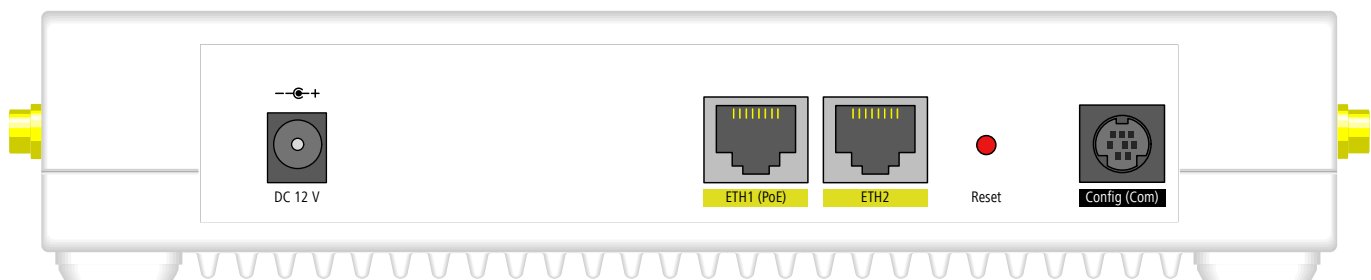 DC 12 V
ETH1 (PoE)
ETH2
Reset
Config (Com)